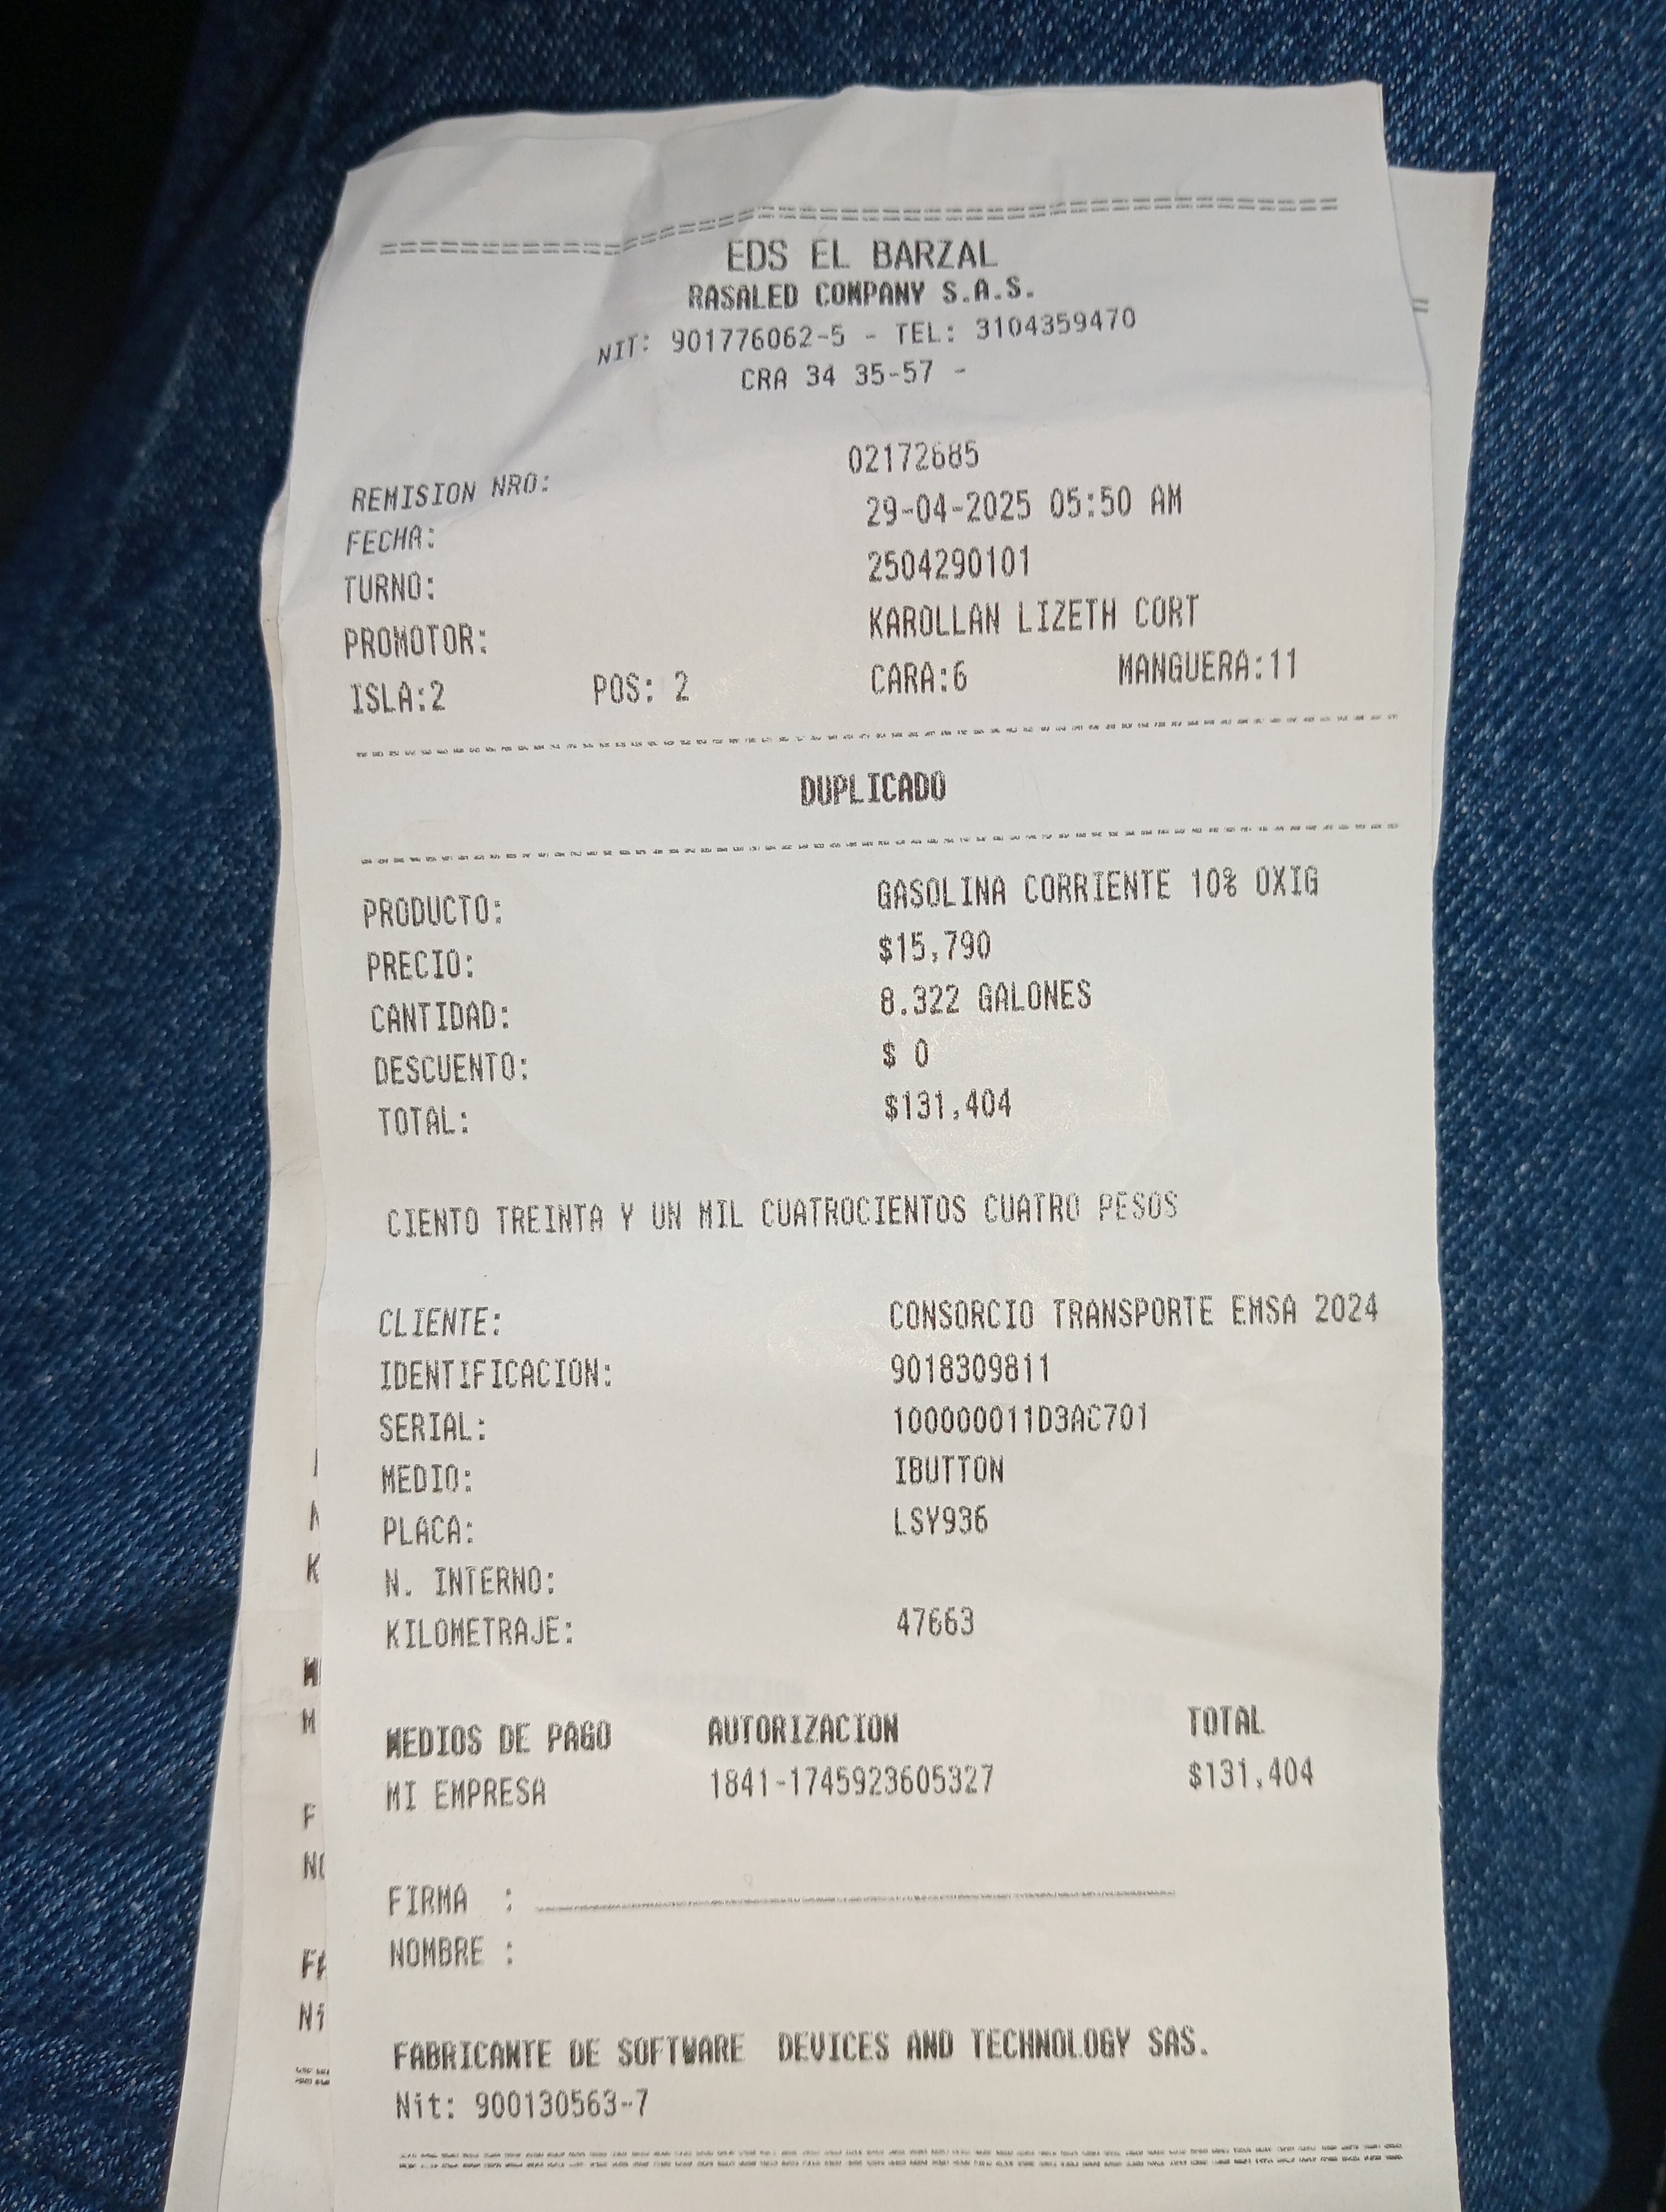 EDS EL BARZAL
RASALED COMPANY S.A.S.
NIT: 901776062-5 - TEL: 3104359470
CRA 34 35-57 -
REMISION NRO: 02172685
FECHA: 29-04-2025 05:50 AM
TURNO: 2504290101
PROMOTOR: KAROLLAN LIZETH CORT
ISLA:2 POS: 2 CARA:6 MANGUERA:11
DUPLICADO
PRODUCTO: GASOLINA CORRIENTE 10% OXIG
PRECIO: $15,790
CANTIDAD: 8.322 GALONES
DESCUENTO: $ 0
TOTAL: $131,404
CIENTO TREINTA Y UN MIL CUATROCIENTOS CUATRO PESOS
CLIENTE: CONSORCIO TRANSPORTE EMSA 2024
IDENTIFICACION: 9018309811
SERIAL: 100000011D3AC701
MEDIO: IBUTTON
PLACA: LSY936
N. INTERNO:
KILOMETRAJE: 47663
MEDIOS DE PAGO AUTORIZACION TOTAL
MI EMPRESA 1841-1745923605327 $131,404
FIRMA :
NOMBRE :
FABRICANTE DE SOFTWARE DEVICES AND TECHNOLOGY SAS.
Nit: 900130563-7